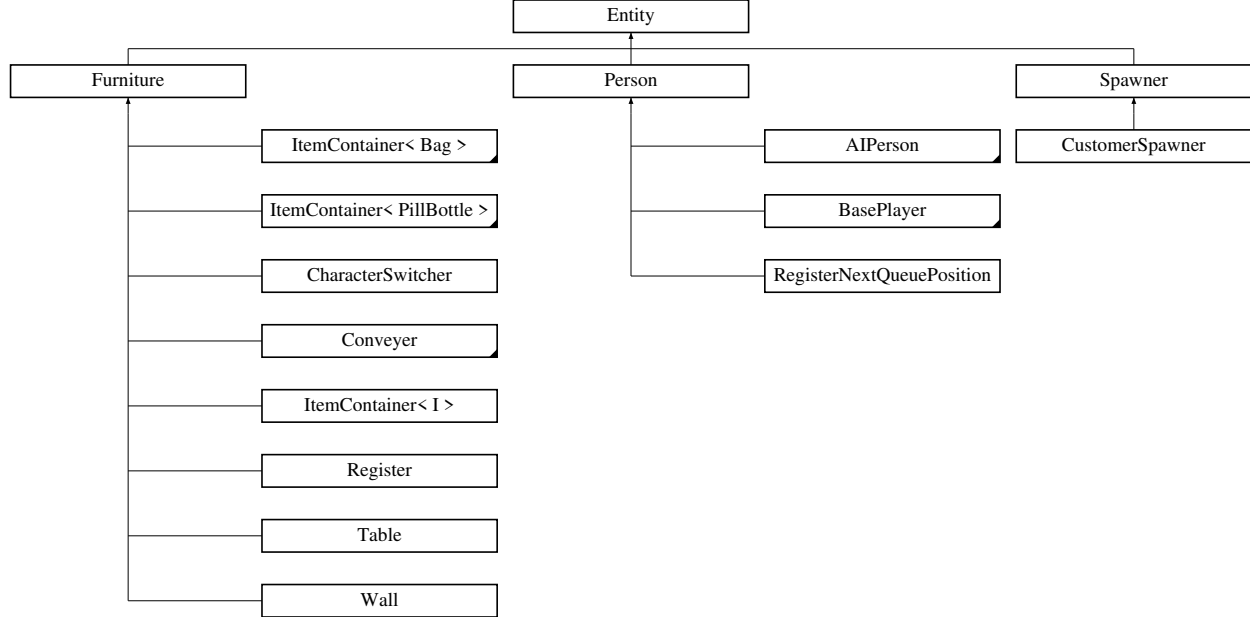 Entity
Furniture
Person
Spawner
ItemContainer< Bag >
AIPerson
CustomerSpawner
ItemContainer< PillBottle >
BasePlayer
CharacterSwitcher
RegisterNextQueuePosition
Conveyer
ItemContainer< I >
Register
Table
Wall